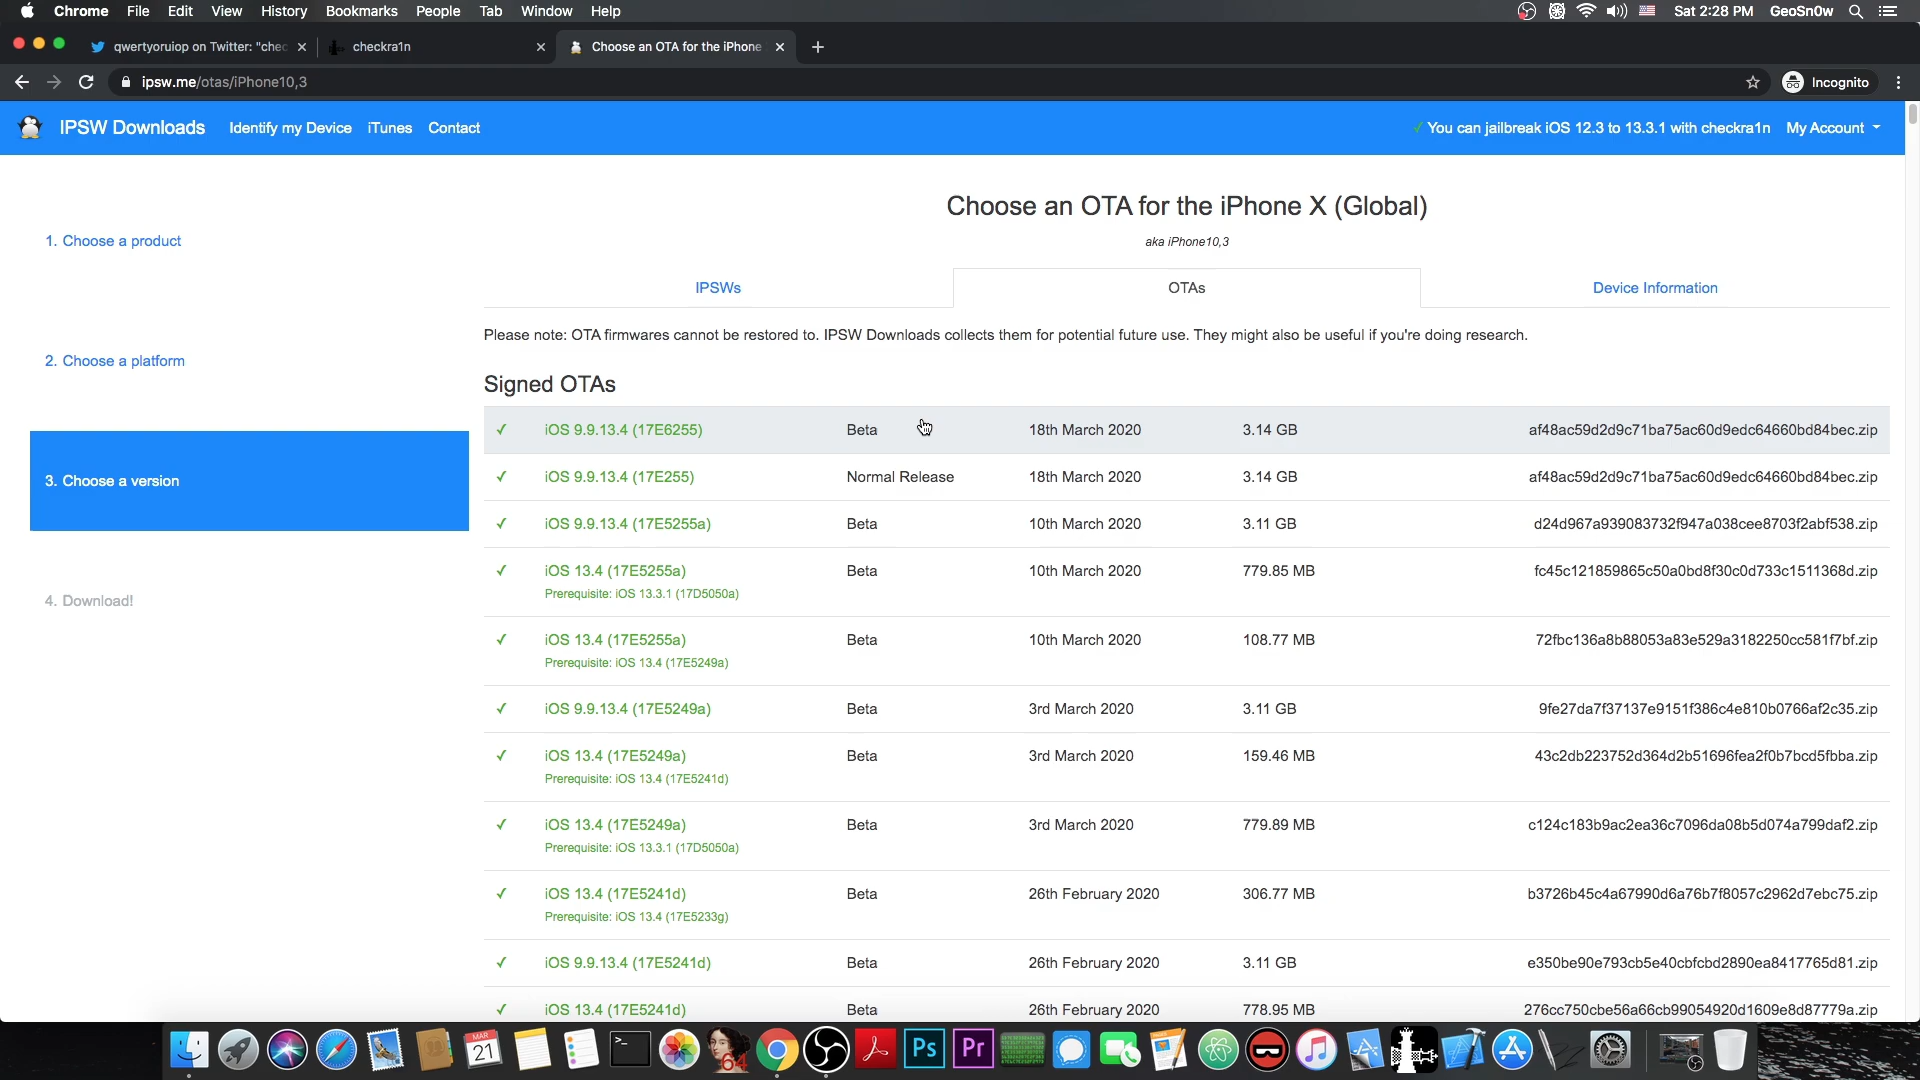 Chrome File Edit View History Bookmarks People Tab Window Help Sat 2:28 PM GeoSn0w
qwertyoruiop on Twitter: "chec checkra1n Choose an OTA for the iPhone
ipsw.me/otas/iPhone10,3 Incognito
IPSW Downloads Identify my Device iTunes Contact ✓ You can jailbreak iOS 12.3 to 13.3.1 with checkra1n My Account
Choose an OTA for the iPhone X (Global)
aka iPhone10,3
1. Choose a product
2. Choose a platform
3. Choose a version
4. Download!
IPSWs OTAs Device Information
Please note: OTA firmwares cannot be restored to. IPSW Downloads collects them for potential future use. They might also be useful if you're doing research.
Signed OTAs
✓ iOS 9.9.13.4 (17E6255) Beta 18th March 2020 3.14 GB af48ac59d2d9c71ba75ac60d9edc64660bd84bec.zip
✓ iOS 9.9.13.4 (17E255) Normal Release 18th March 2020 3.14 GB af48ac59d2d9c71ba75ac60d9edc64660bd84bec.zip
✓ iOS 9.9.13.4 (17E5255a) Beta 10th March 2020 3.11 GB d24d967a939083732f947a038cee8703f2abf538.zip
✓ iOS 13.4 (17E5255a) Beta 10th March 2020 779.85 MB fc45c121859865c50a0bd8f30c0d733c1511368d.zip
Prerequisite: iOS 13.3.1 (17D5050a)
✓ iOS 13.4 (17E5255a) Beta 10th March 2020 108.77 MB 72fbc136a8b88053a83e529a3182250cc581f7bf.zip
Prerequisite: iOS 13.4 (17E5249a)
✓ iOS 9.9.13.4 (17E5249a) Beta 3rd March 2020 3.11 GB 9fe27da7f37137e9151f386c4e810b0766af2c35.zip
✓ iOS 13.4 (17E5249a) Beta 3rd March 2020 159.46 MB 43c2db223752d364d2b51696fea2f0b7bcd5fbba.zip
Prerequisite: iOS 13.4 (17E5241d)
✓ iOS 13.4 (17E5249a) Beta 3rd March 2020 779.89 MB c124c183b9ac2ea36c7096da08b5d074a799daf2.zip
Prerequisite: iOS 13.3.1 (17D5050a)
✓ iOS 13.4 (17E5241d) Beta 26th February 2020 306.77 MB b3726b45c4a67990d6a76b7f8057c2962d7ebc75.zip
Prerequisite: iOS 13.4 (17E5233g)
✓ iOS 9.9.13.4 (17E5241d) Beta 26th February 2020 3.11 GB e350be90e793cb5e40cbfcbd2890ea8417765d81.zip
✓ iOS 13.4 (17E5241d) Beta 26th February 2020 778.95 MB 276cc750cbe56a66cb99054920d1609e8d87779a.zip
MAR
21
64
Ps
Pr